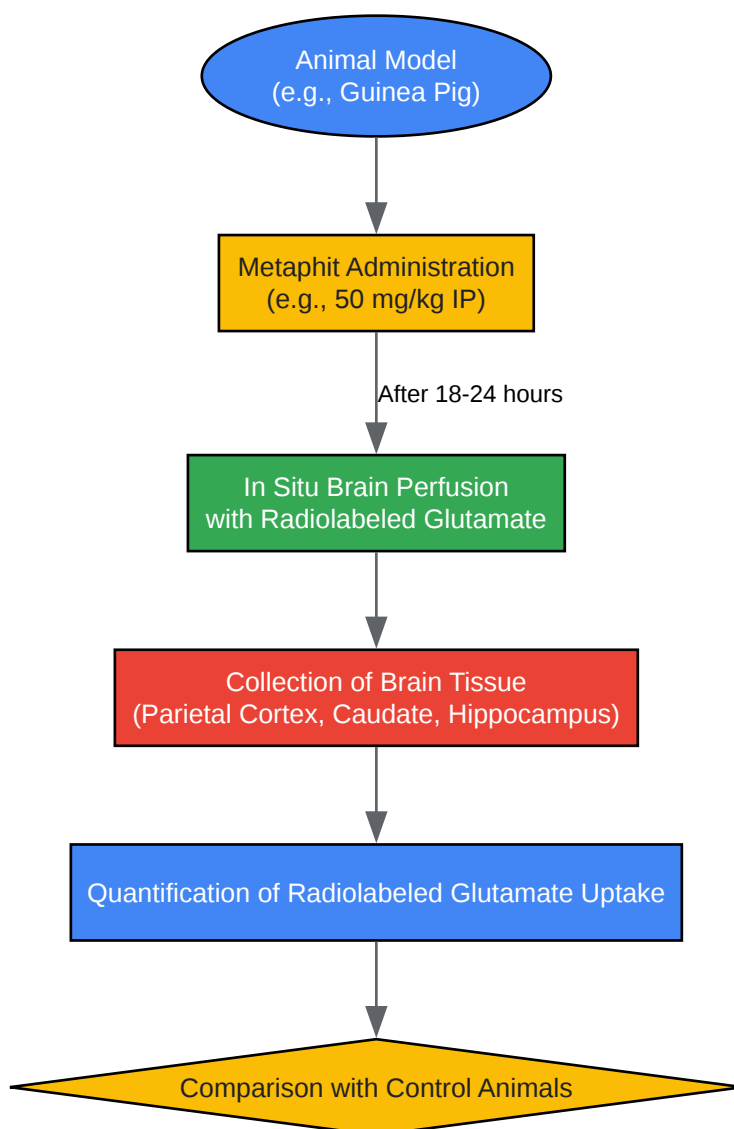 Animal Model
(e.g., Guinea Pig)
Metaphit Administration
(e.g., 50 mg/kg IP)
After 18-24 hours
In Situ Brain Perfusion
with Radiolabeled Glutamate
Collection of Brain Tissue
(Parietal Cortex, Caudate, Hippocampus)
Quantification of Radiolabeled Glutamate Uptake
Comparison with Control Animals